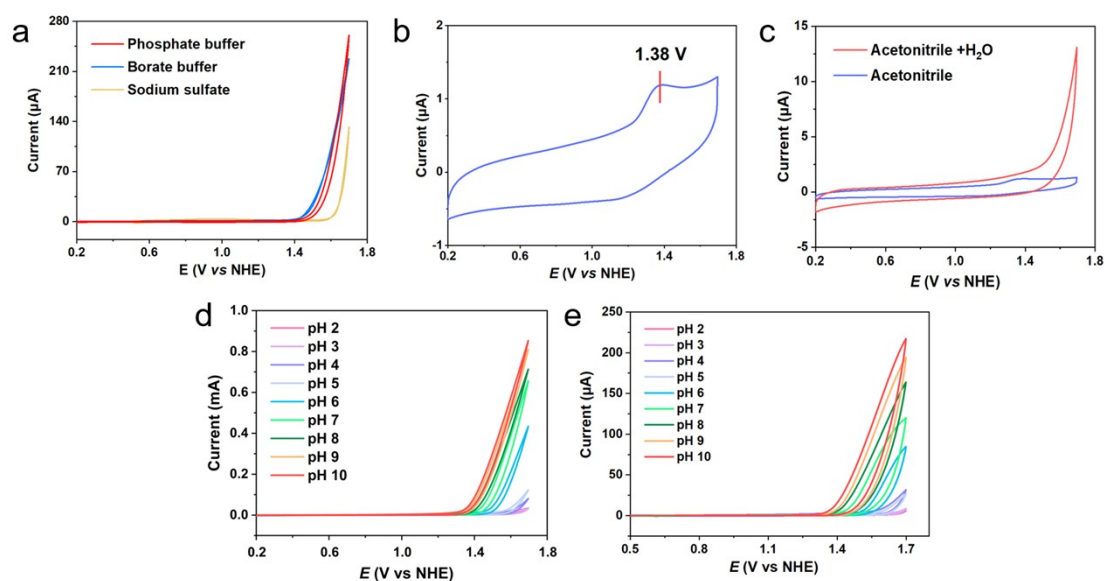 a
280
210
140
70
0
Current (µA)
Phosphate buffer
Borate buffer
Sodium sulfate
0.6
1.0
1.4
1.8
E (V vs NHE)
b
2
1
0
-1
Current (µA)
1.38 V
0.2
0.6
1.0
1.4
1.8
E (V vs NHE)
c
15
10
5
0
-5
Current (µA)
Acetonitrile +H₂O
Acetonitrile
0.2
0.6
1.0
1.4
1.8
E (V vs NHE)
d
1.0
0.8
0.6
0.4
0.2
0.0
Current (mA)
pH 2
pH 3
pH 4
pH 5
pH 6
pH 7
pH 8
pH 9
pH 10
0.2
0.6
1.0
1.4
1.8
E (V vs NHE)
e
250
200
150
100
50
0
Current (µA)
pH 2
pH 3
pH 4
pH 5
pH 6
pH 7
pH 8
pH 9
pH 10
0.5
0.8
1.1
1.4
1.7
E (V vs NHE)